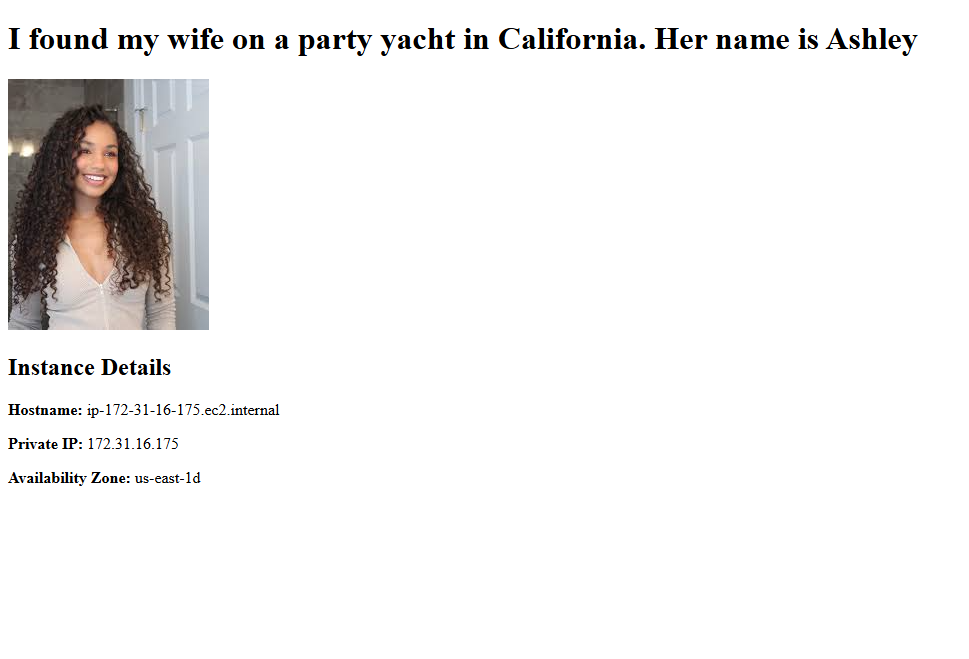 I found my wife on a party yacht in California. Her name is Ashley
Instance Details
Hostname: ip-172-31-16-175.ec2.internal
Private IP: 172.31.16.175
Availability Zone: us-east-1d